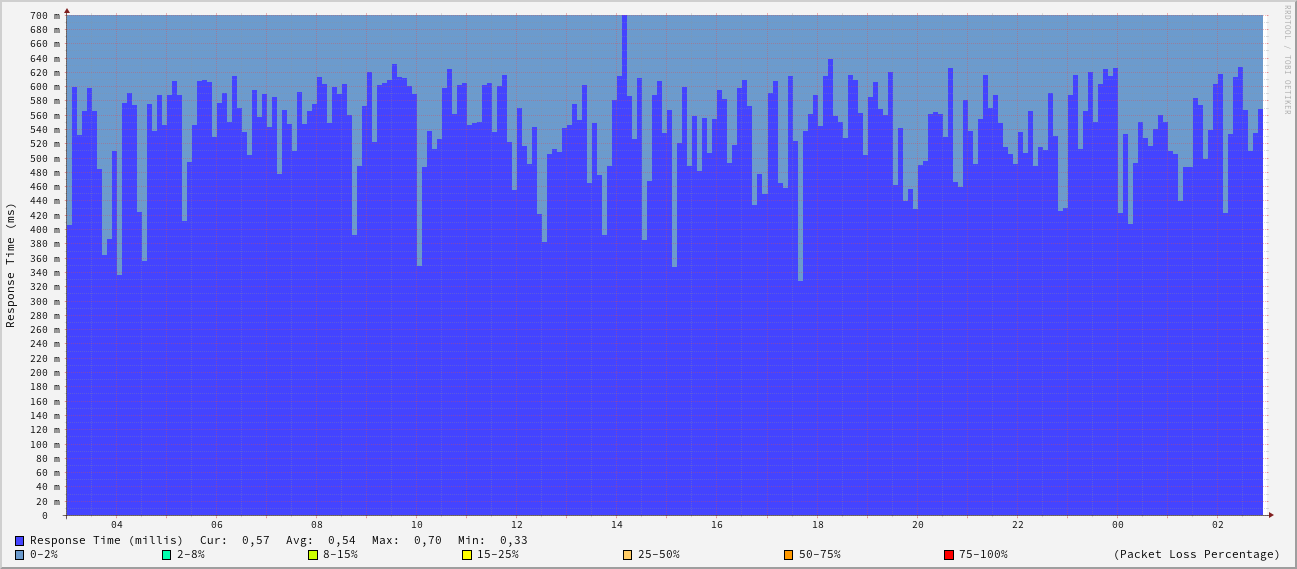 RRDTOOL / TOBI OETIKER
Response Time (ms)
700 m
680 m
660 m
640 m
620 m
600 m
580 m
560 m
540 m
520 m
500 m
480 m
460 m
440 m
420 m
400 m
380 m
360 m
340 m
320 m
300 m
280 m
260 m
240 m
220 m
200 m
180 m
160 m
140 m
120 m
100 m
80 m
60 m
40 m
20 m
0
04 06 08 10 12 14 16 18 20 22 00 02
Response Time (millis) Cur: 0,57 Avg: 0,54 Max: 0,70 Min: 0,33
0-2% 2-8% 8-15% 15-25% 25-50% 50-75% 75-100% (Packet Loss Percentage)